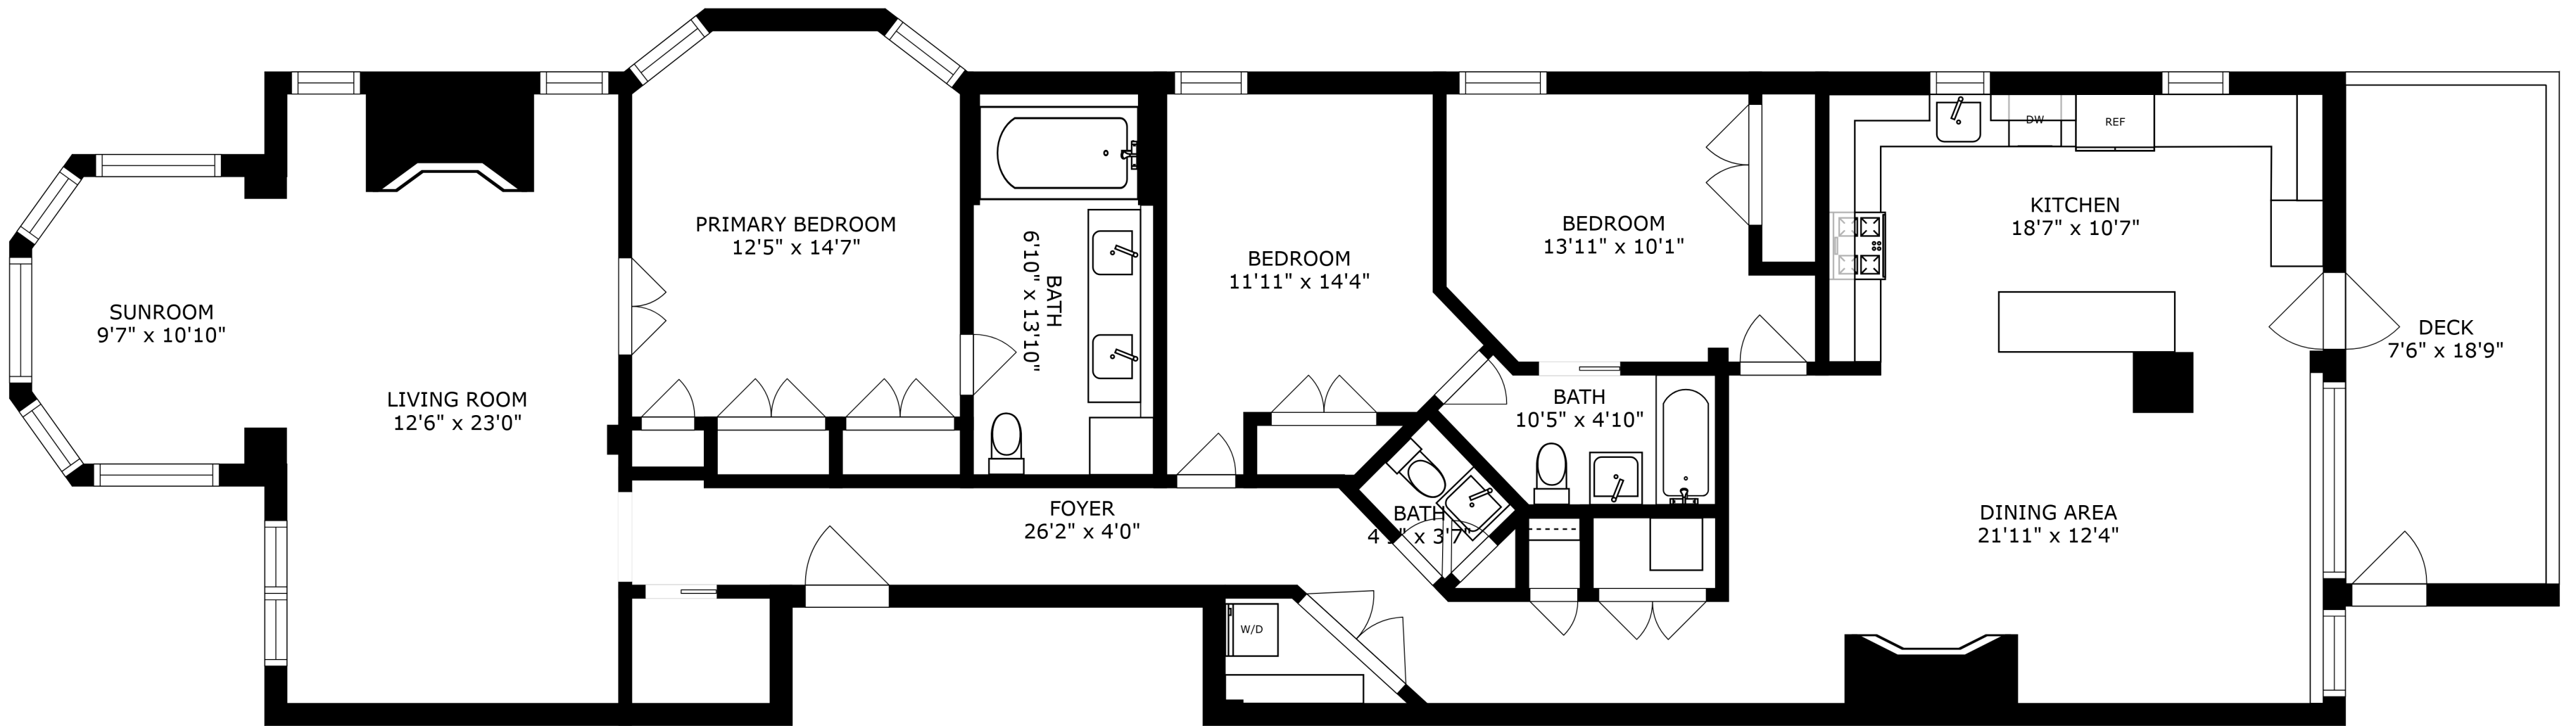 PRIMARY BEDROOM
12'5" x 14'7"
SUNROOM
9'7" x 10'10"
LIVING ROOM
12'6" x 23'0"
BATH
6'10" x 13'10"
BEDROOM
11'11" x 14'4"
BEDROOM
13'11" x 10'1"
DW
REF
KITCHEN
18'7" x 10'7"
DECK
7'6" x 18'9"
BATH
10'5" x 4'10"
FOYER
26'2" x 4'0"
BATH
x 3'7"
DINING AREA
21'11" x 12'4"
W/D